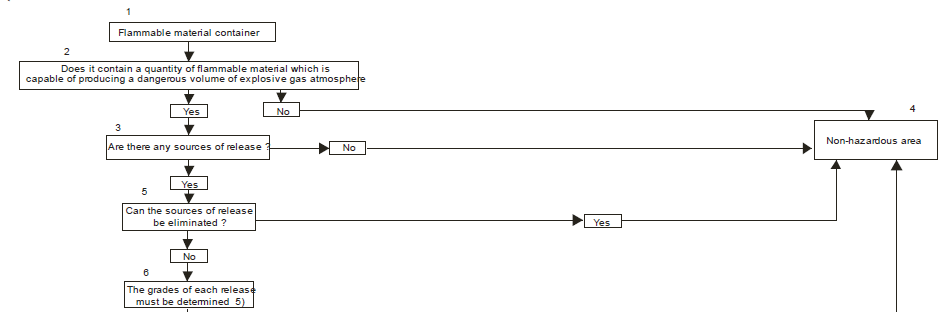 1
Flammable material container
2
Does it contain a quantity of flammable material which is
capable of producing a dangerous volume of explosive gas atmosphere
Yes
No
3
4
Are there any sources of release ?
No
Non-hazardous area
Yes
5
Can the sources of release
be eliminated ?
Yes
No
6
The grades of each release
must be determined 5)